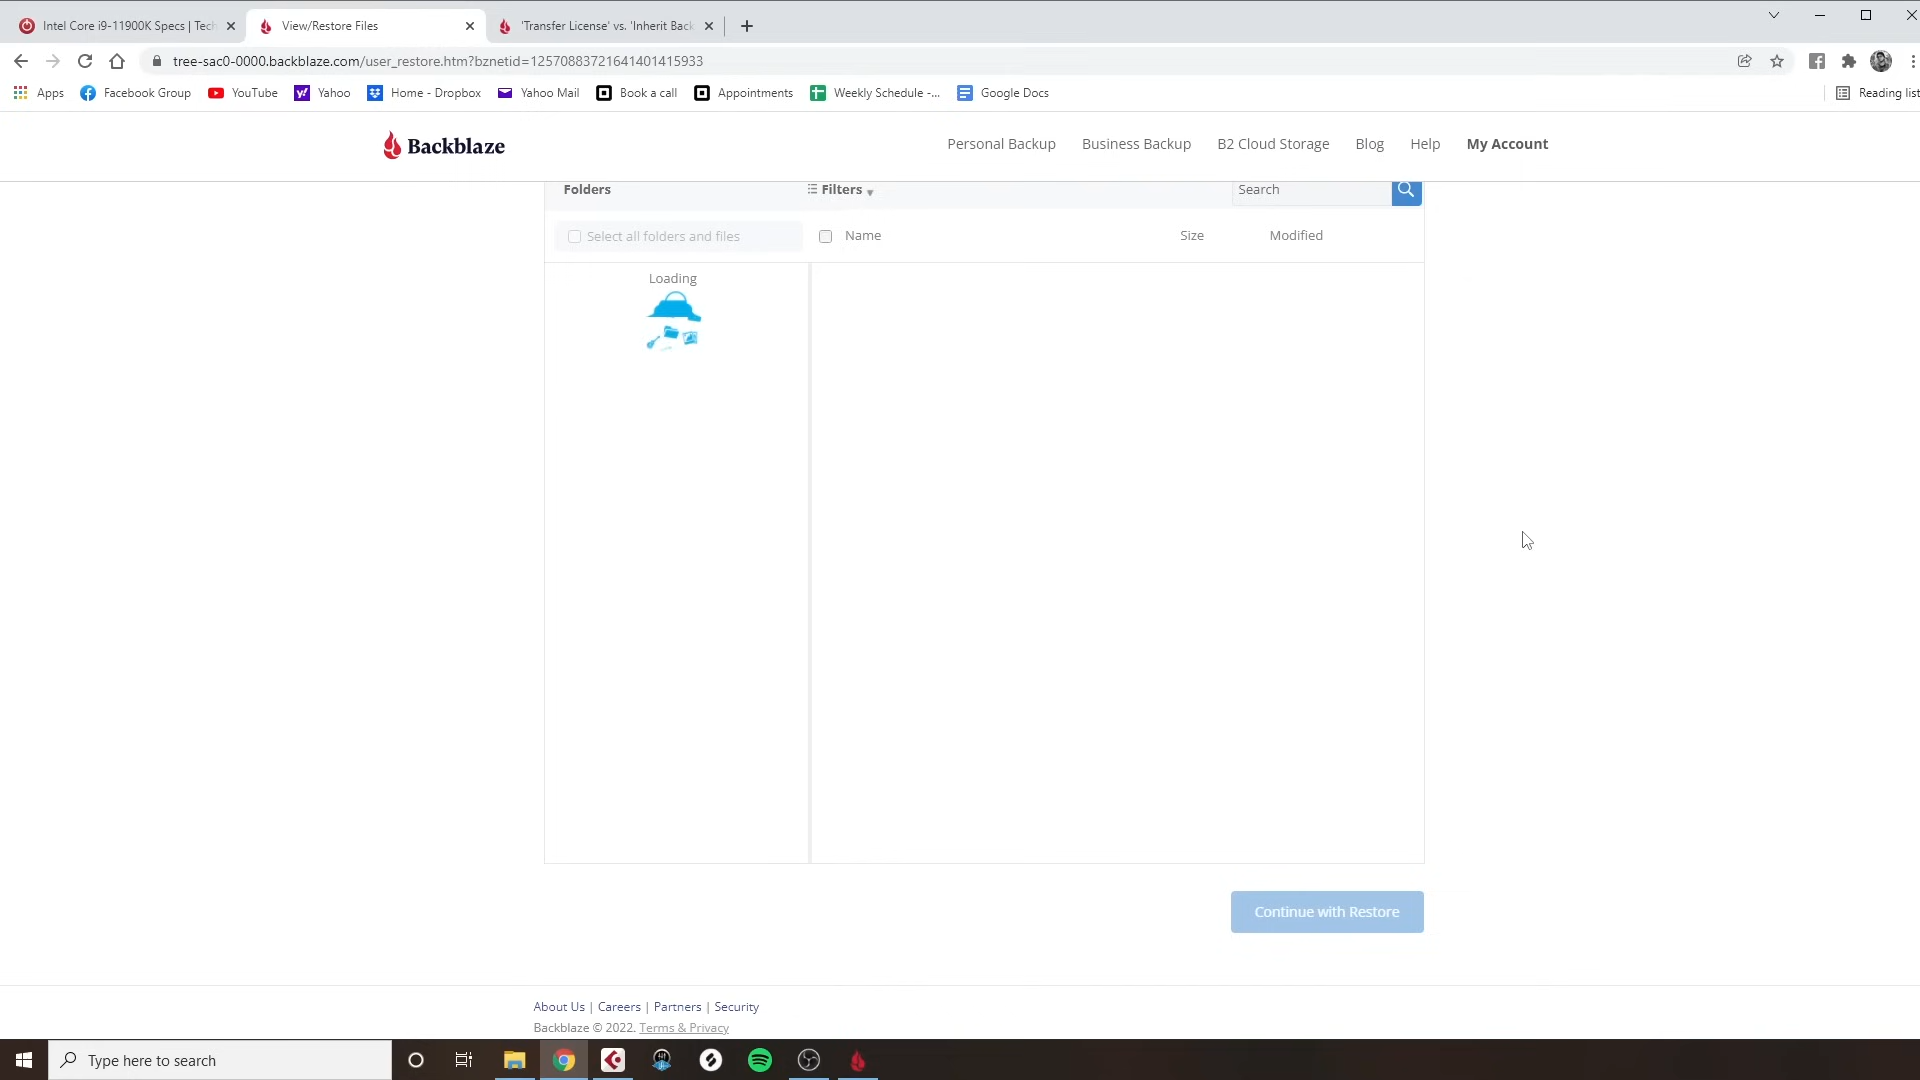 Intel Core i9-11900K Specs | Tech
View/Restore Files
'Transfer License' vs. 'Inherit Back
tree-sac0-0000.backblaze.com/user_restore.htm?bznetid=12570883721641401415933
Apps
Facebook Group
YouTube
Yahoo
Home - Dropbox
Yahoo Mail
Book a call
Appointments
Weekly Schedule -...
Google Docs
Reading list
Backblaze
Personal Backup
Business Backup
B2 Cloud Storage
Blog
Help
My Account
Folders
Filters
Search
Select all folders and files
Name
Size
Modified
Loading
Continue with Restore
About Us | Careers | Partners | Security
Backblaze © 2022. Terms & Privacy
Type here to search